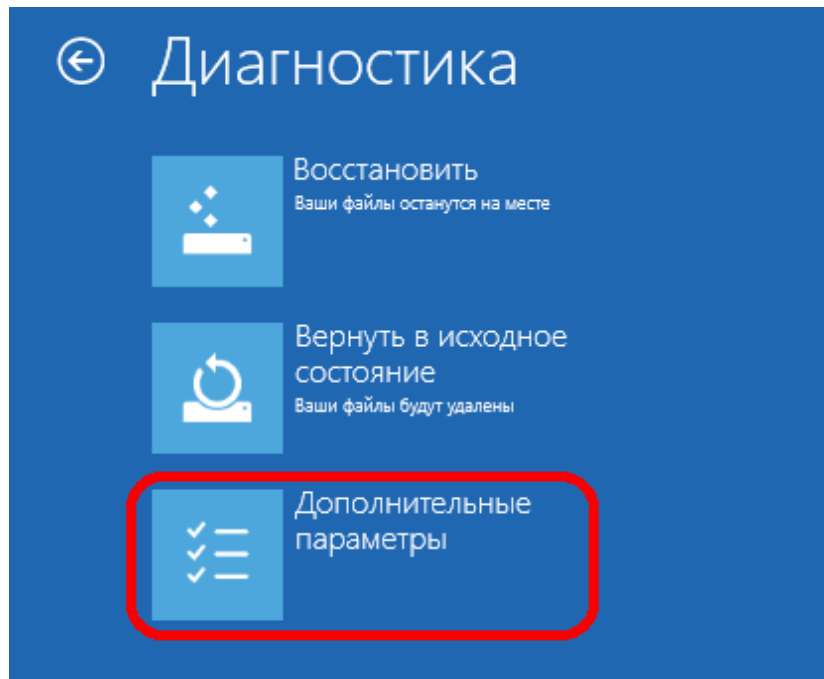 Диагностика
Восстановить
Ваши файлы останутся на месте
Вернуть в исходное
состояние
Ваши файлы будут удалены
Дополнительные
параметры